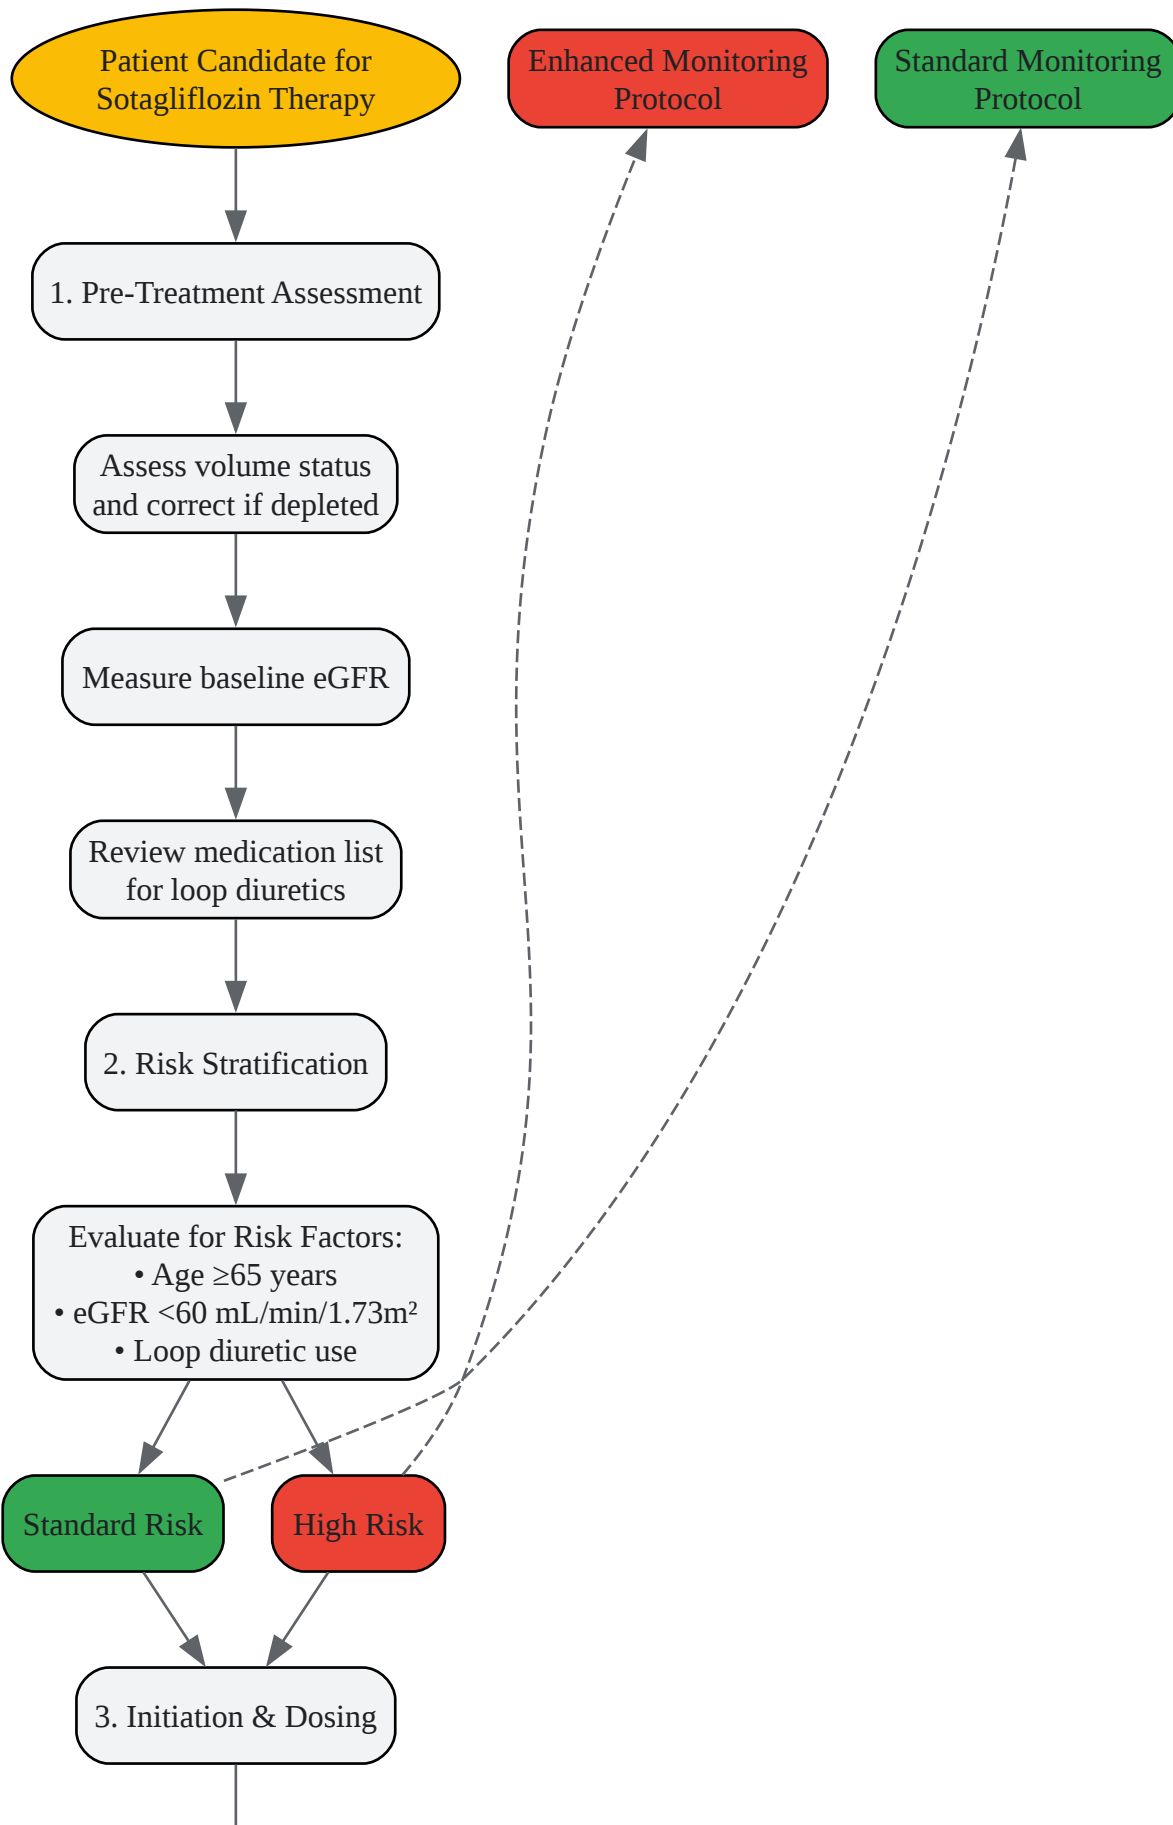 Patient Candidate for
Sotagliflozin Therapy
Enhanced Monitoring
Protocol
Standard Monitoring
Protocol
1. Pre-Treatment Assessment
Assess volume status
and correct if depleted
Measure baseline eGFR
Review medication list
for loop diuretics
2. Risk Stratification
Evaluate for Risk Factors:
• Age ≥65 years
• eGFR <60 mL/min/1.73m²
• Loop diuretic use
Standard Risk
High Risk
3. Initiation & Dosing